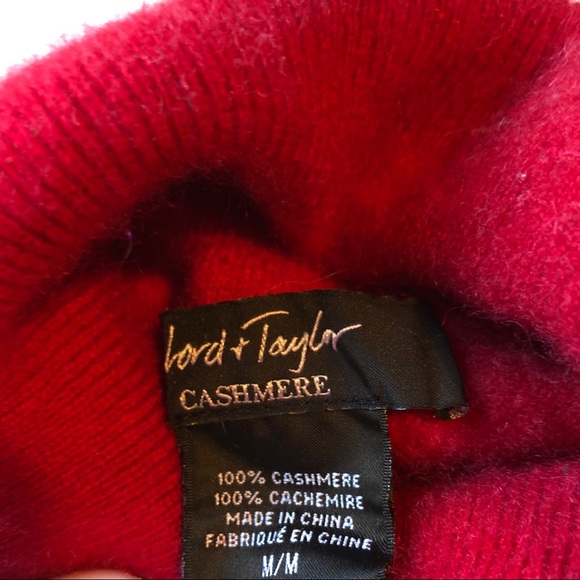 Lord + Taylor
CASHMERE
100% CASHMERE
100% CACHEMIRE
MADE IN CHINA
FABRIQUÉ EN CHINE
M/M